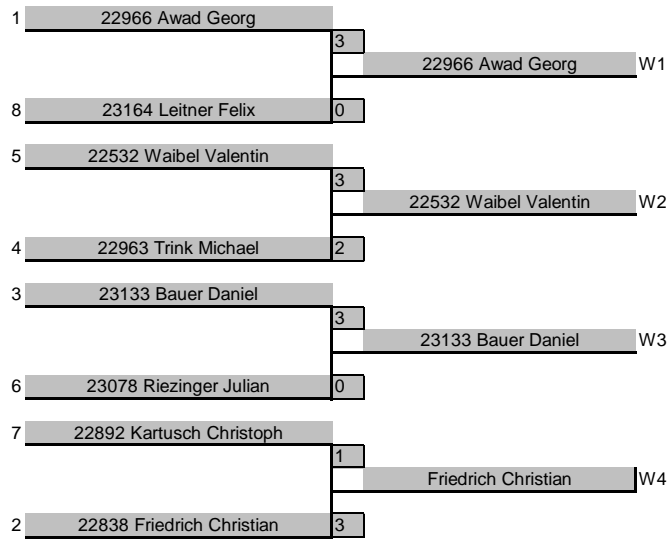 1 22966 Awad Georg
3
22966 Awad Georg W1
8 23164 Leitner Felix 0
5 22532 Waibel Valentin
3
22532 Waibel Valentin W2
4 22963 Trink Michael 2
3 23133 Bauer Daniel
3
23133 Bauer Daniel W3
6 23078 Riezinger Julian 0
7 22892 Kartusch Christoph
1
Friedrich Christian W4
2 22838 Friedrich Christian 3